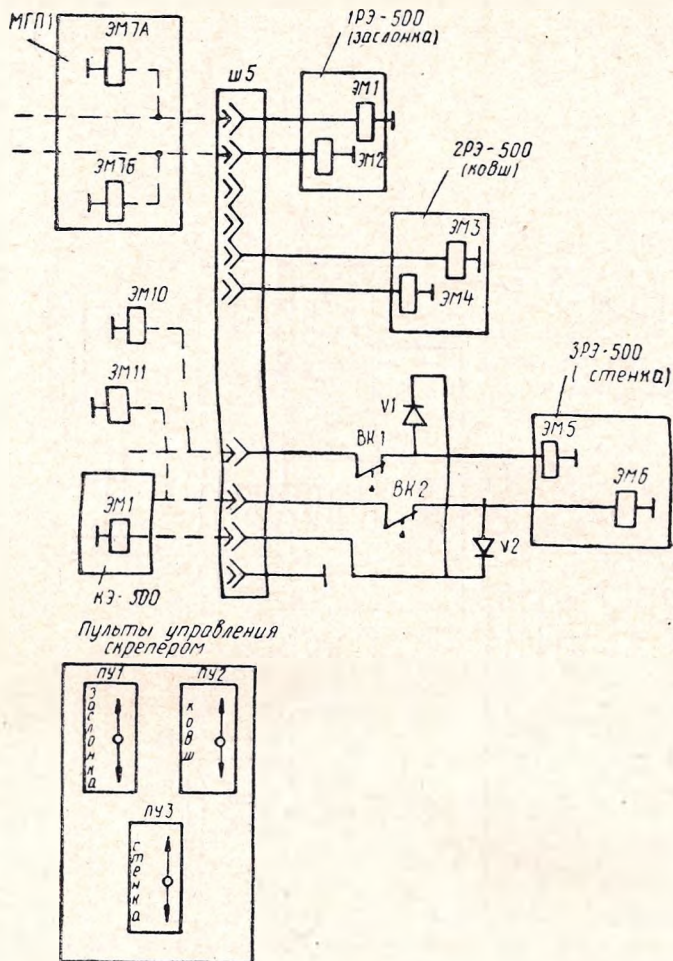 МГП1
ЭМ7А
ЭМ7Б
Ш5
1РЭ-500
(заслонка)
ЭМ1
ЭМ2
2РЭ-500
(ковш)
ЭМ3
ЭМ4
ЭМ10
ЭМ11
3РЭ-500
( стенка)
V1
ВК1
ЭМ5
ВК2
ЭМ6
ЭМ1
V2
КЭ-500
Пульты управления
скрепером
ПУ1
ПУ2
заслонка
ковш
ПУ3
стенка